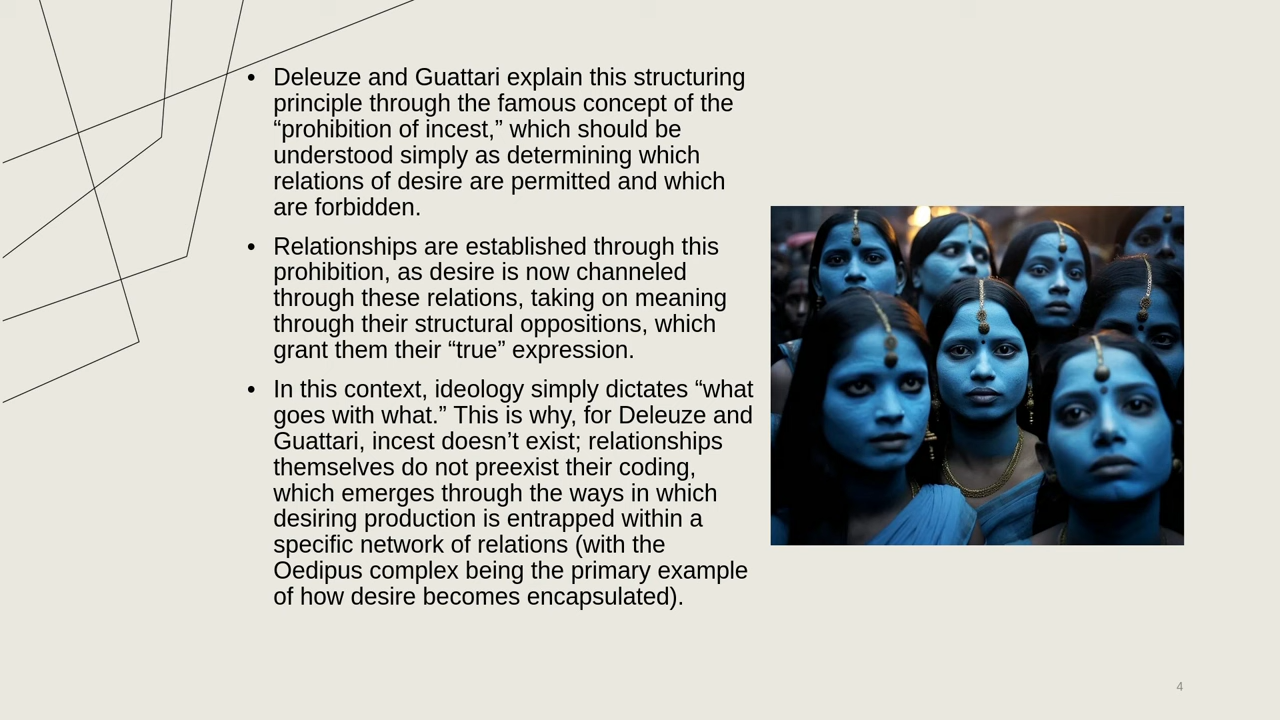 • Deleuze and Guattari explain this structuring
principle through the famous concept of the
“prohibition of incest,” which should be
understood simply as determining which
relations of desire are permitted and which
are forbidden.
• Relationships are established through this
prohibition, as desire is now channeled
through these relations, taking on meaning
through their structural oppositions, which
grant them their “true” expression.
• In this context, ideology simply dictates “what
goes with what.” This is why, for Deleuze and
Guattari, incest doesn’t exist; relationships
themselves do not preexist their coding,
which emerges through the ways in which
desiring production is entrapped within a
specific network of relations (with the
Oedipus complex being the primary example
of how desire becomes encapsulated).
4